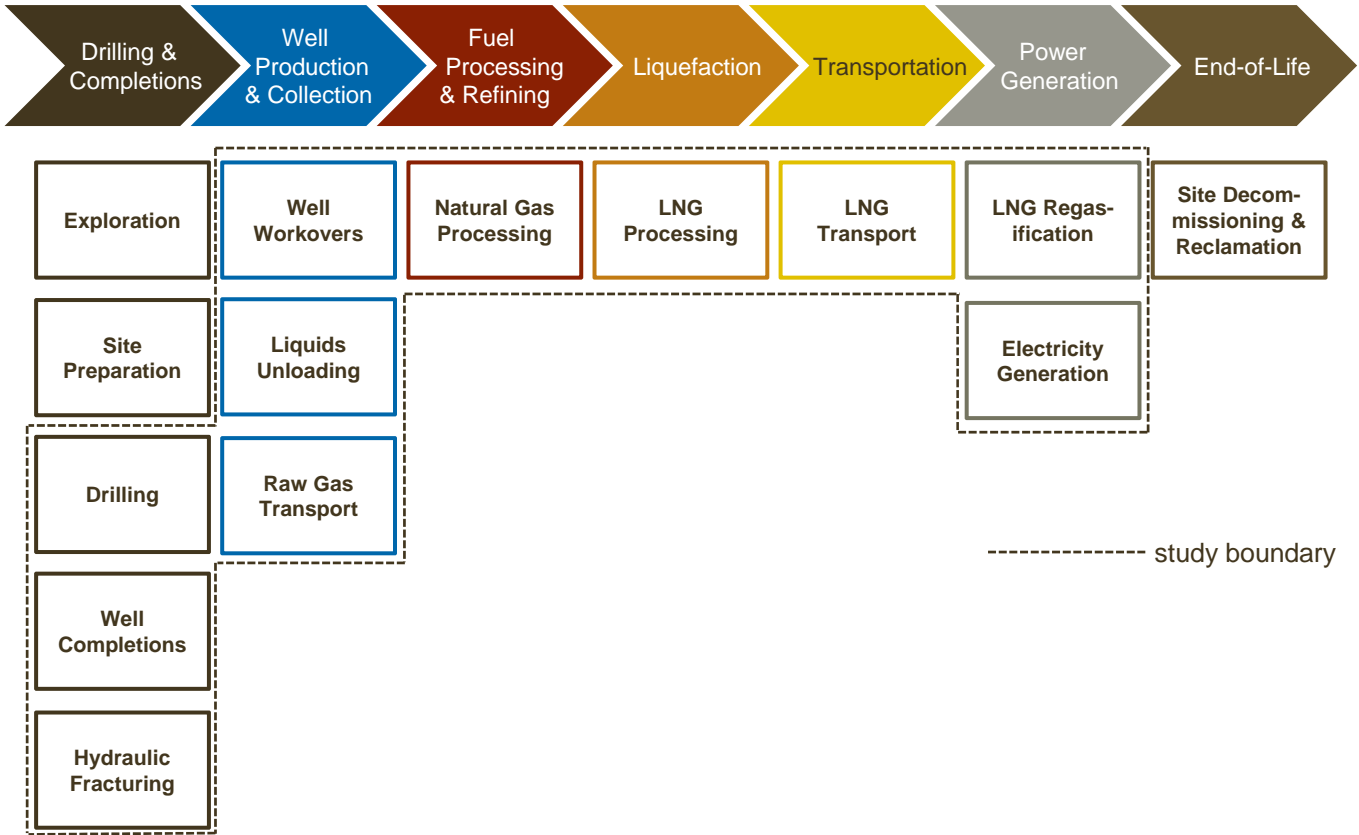 Drilling &
Completions
Well
Production
& Collection
Fuel
Processing
& Refining
Liquefaction
Transportation
Power
Generation
End-of-Life
Exploration
Well
Workovers
Natural Gas
Processing
LNG
Processing
LNG
Transport
LNG Regas-
ification
Site Decom-
missioning &
Reclamation
Site
Preparation
Liquids
Unloading
Electricity
Generation
Drilling
Raw Gas
Transport
study boundary
Well
Completions
Hydraulic
Fracturing